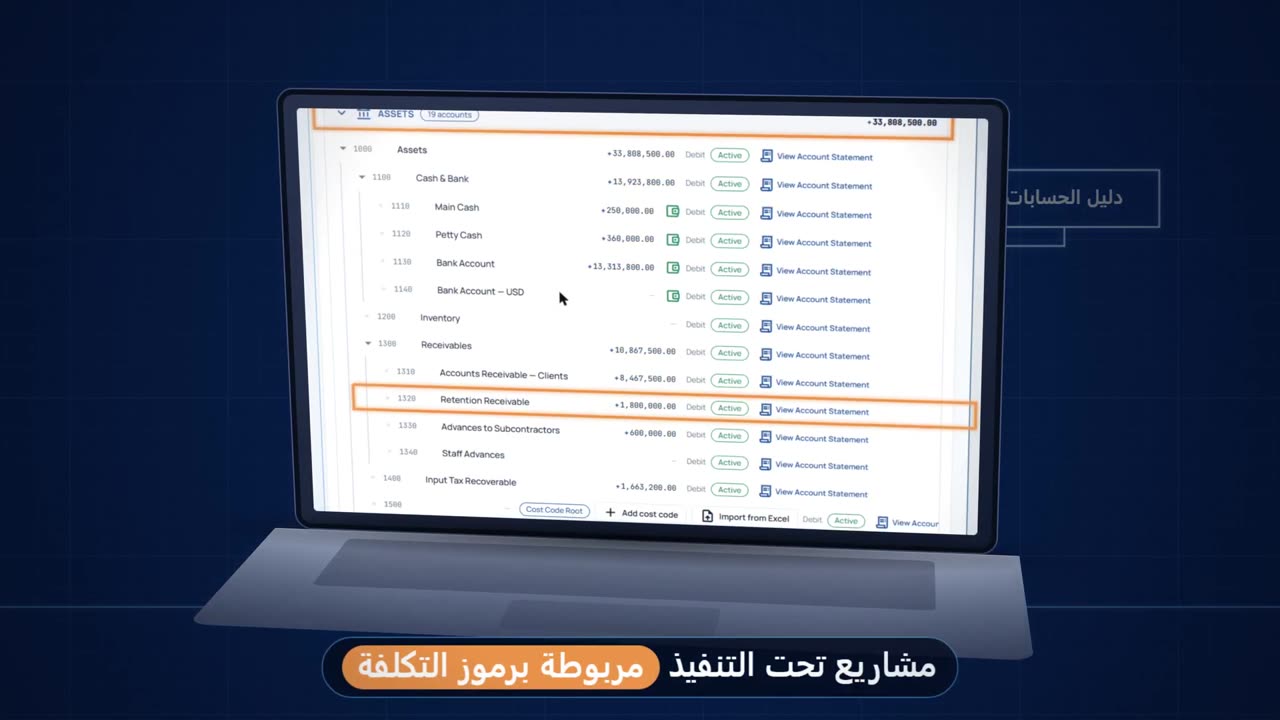 ASSETS 19 accounts +33,808,500.00
1000 Assets +33,808,500.00 Debit Active View Account Statement
1100 Cash & Bank +13,923,800.00 Debit Active View Account Statement
1110 Main Cash +250,000.00 Debit Active View Account Statement
1120 Petty Cash +360,000.00 Debit Active View Account Statement
1130 Bank Account +13,313,800.00 Debit Active View Account Statement
1140 Bank Account — USD — Debit Active View Account Statement
1200 Inventory — Debit Active View Account Statement
1300 Receivables +10,867,500.00 Debit Active View Account Statement
1310 Accounts Receivable — Clients +8,467,500.00 Debit Active View Account Statement
1320 Retention Receivable +1,800,000.00 Debit Active View Account Statement
1330 Advances to Subcontractors +600,000.00 Debit Active View Account Statement
1340 Staff Advances — Debit Active View Account Statement
1400 Input Tax Recoverable +1,663,200.00 Debit Active View Account Statement
1500 — Cost Code Root + Add cost code Import from Excel Debit Active View Accour
دليل الحسابات
مشاريع تحت التنفيذ مربوطة برموز التكلفة